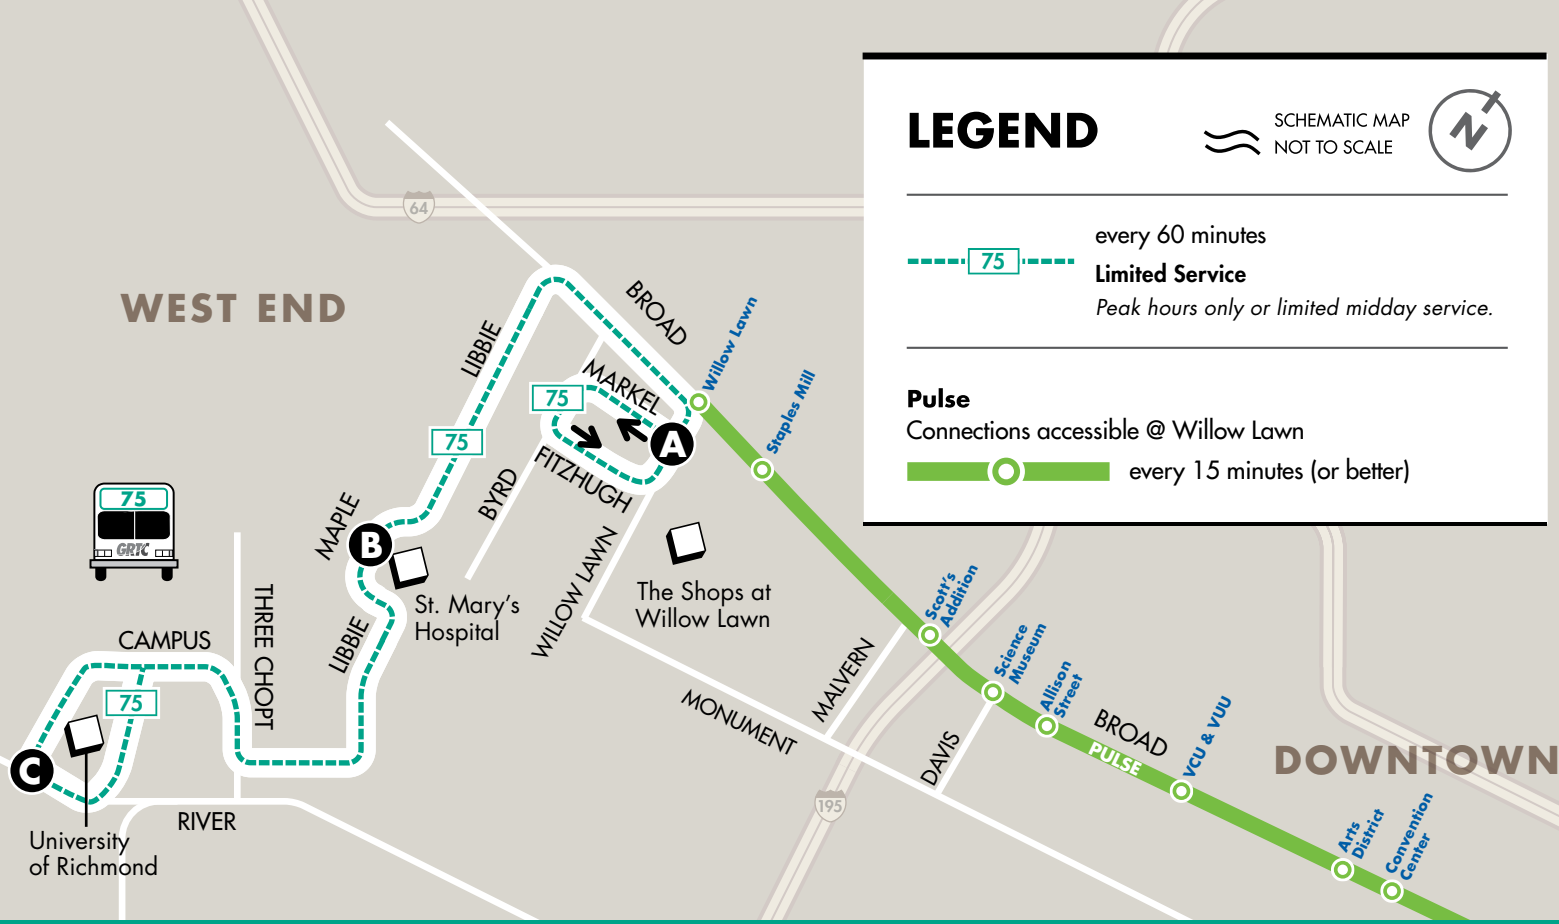 LEGEND
SCHEMATIC MAP
NOT TO SCALE
N
75
every 60 minutes
Limited Service
Peak hours only or limited midday service.
Pulse
Connections accessible @ Willow Lawn
every 15 minutes (or better)
64
WEST END
BROAD
LIBBIE
Willow Lawn
Staples Mill
MARKEL
75
75
A
FITZHUGH
BYRD
MAPLE
B
75
GRTC
St. Mary's
Hospital
WILLOW LAWN
The Shops at
Willow Lawn
THREE CHOPT
CAMPUS
LIBBIE
75
C
RIVER
University
of Richmond
MONUMENT
MALVERN
Scott's
Addition
Science
Museum
Allison
Street
DAVIS
BROAD
PULSE
VCU & VUU
DOWNTOWN
195
Arts
District
Convention
Center